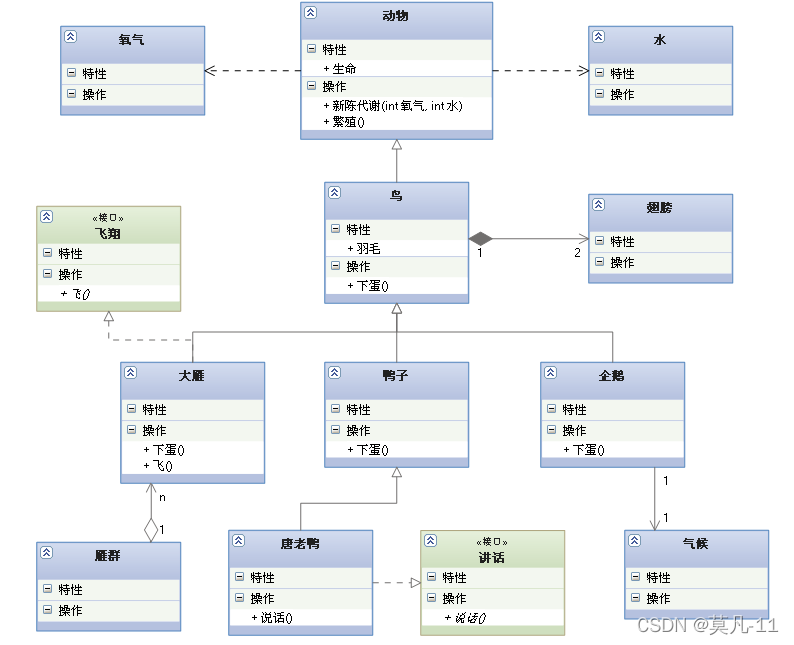 动物
特性
+ 生命
操作
+ 新陈代谢(int 氧气, int 水)
+ 繁殖()
氧气
特性
操作
水
特性
操作
鸟
特性
+ 羽毛
操作
+ 下蛋()
1
2
翅膀
特性
操作
«接口»
飞翔
特性
操作
+ 飞()
大雁
特性
操作
+ 下蛋()
+ 飞()
鸭子
特性
操作
+ 下蛋()
企鹅
特性
操作
+ 下蛋()
n
1
1
1
雁群
特性
操作
唐老鸭
特性
操作
+ 说话()
«接口»
讲话
特性
操作
+ 说话()
气候
特性
操作
CSDN @莫凡-11